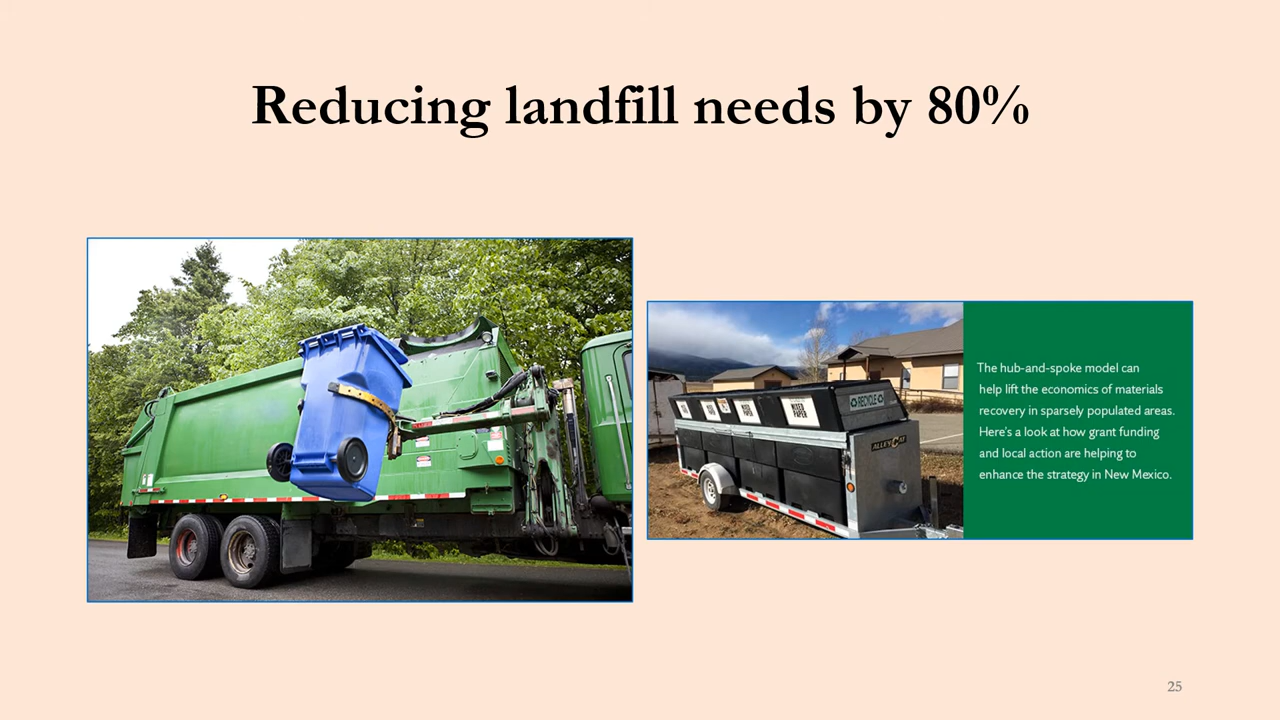 Reducing landfill needs by 80%
RECYCLE
MIXED
PAPER
ALLEYCAT
The hub-and-spoke model can
help lift the economics of materials
recovery in sparsely populated areas.
Here's a look at how grant funding
and local action are helping to
enhance the strategy in New Mexico.
25